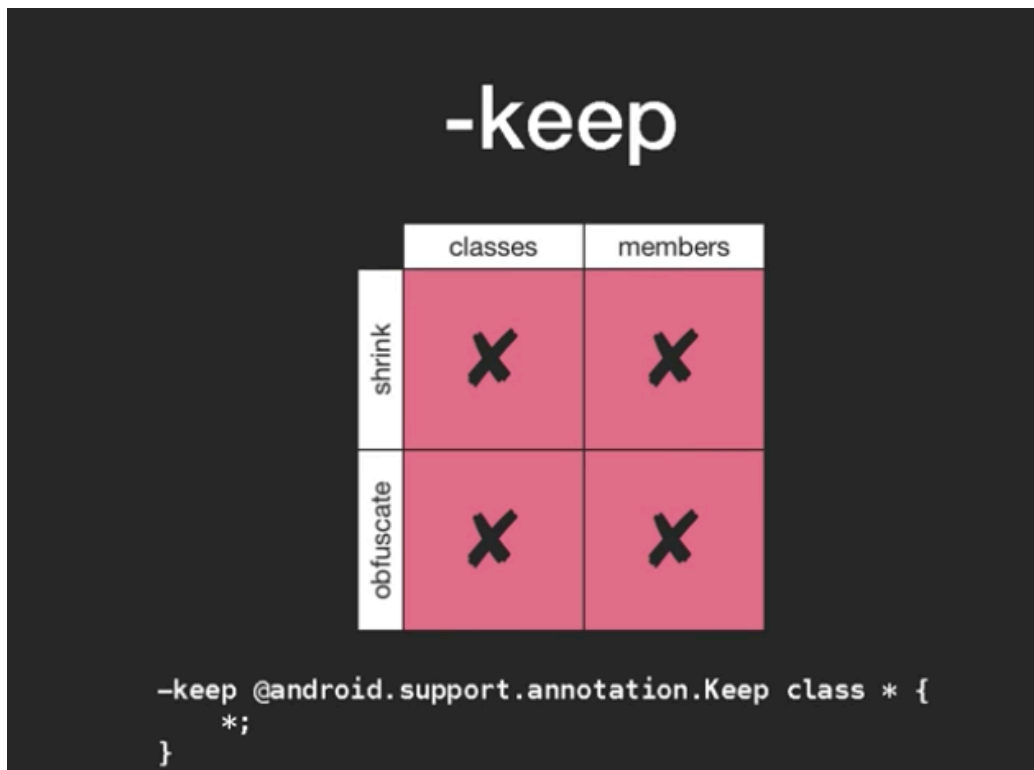 -keep
classes members
shrink
✘ ✘
obfuscate
✘ ✘
-keep @android.support.annotation.Keep class * {
    *;
}